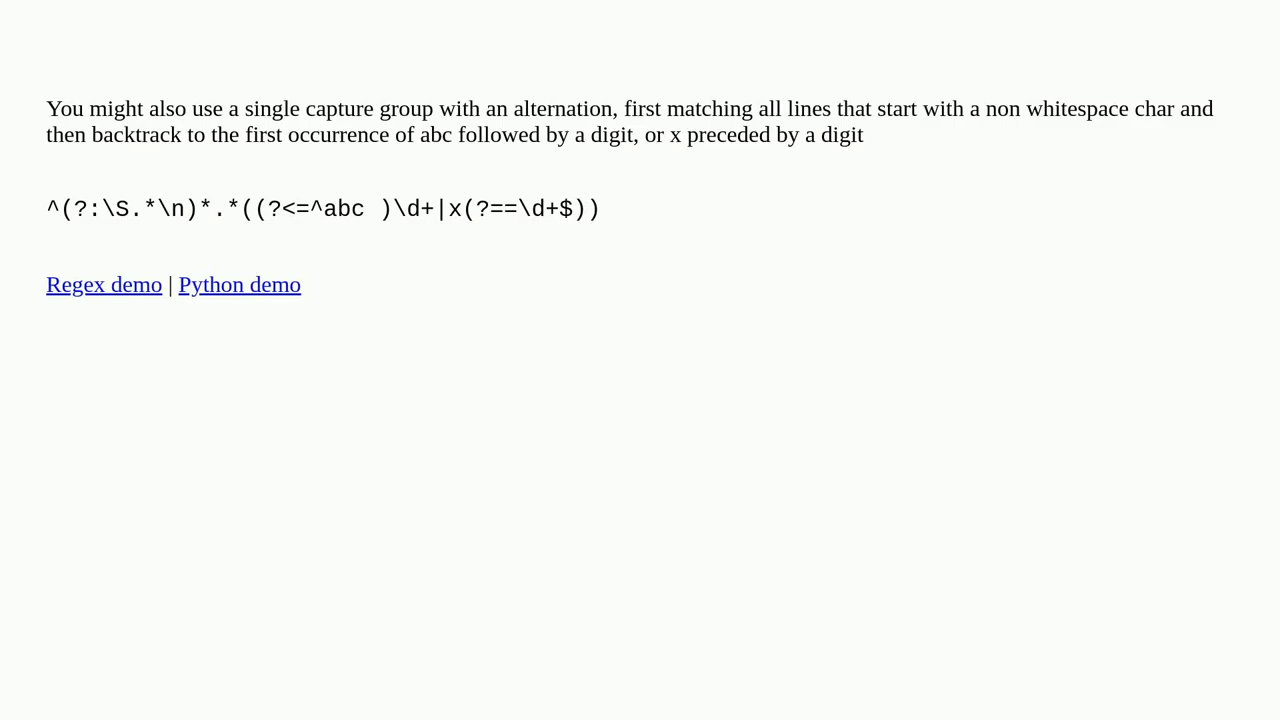 You might also use a single capture group with an alternation, first matching all lines that start with a non whitespace char and
then backtrack to the first occurrence of abc followed by a digit, or x preceded by a digit
^(?:\S.*\n)*.*((?<=^abc )\d+|x(?==\d+$))
Regex demo | Python demo